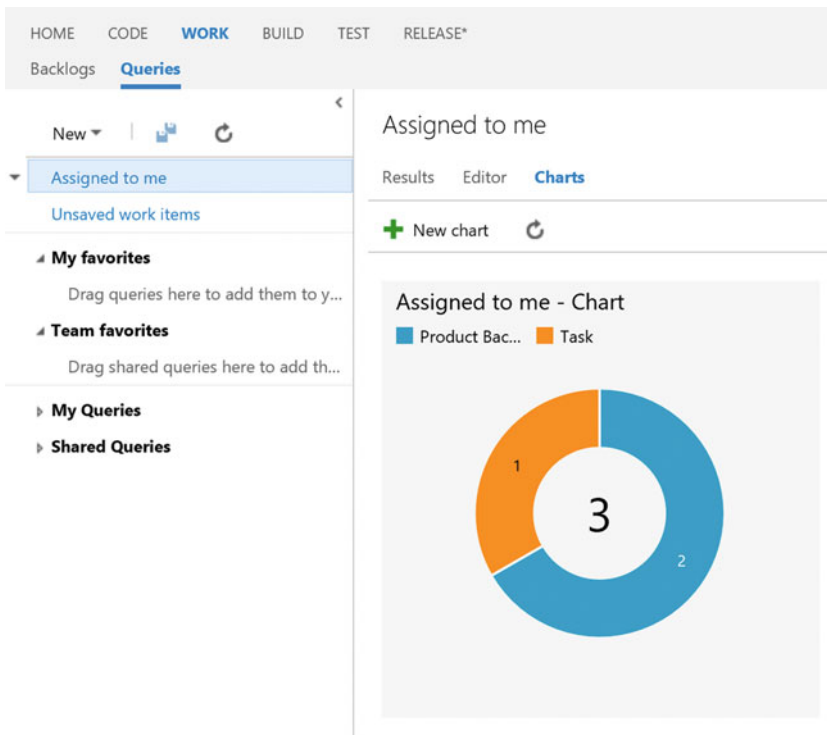 HOME CODE WORK BUILD TEST RELEASE*
Backlogs Queries
New
Assigned to me
Unsaved work items
My favorites
Drag queries here to add them to y...
Team favorites
Drag shared queries here to add th...
My Queries
Shared Queries
Assigned to me
Results Editor Charts
New chart
Assigned to me - Chart
Product Bac... Task
1
3
2